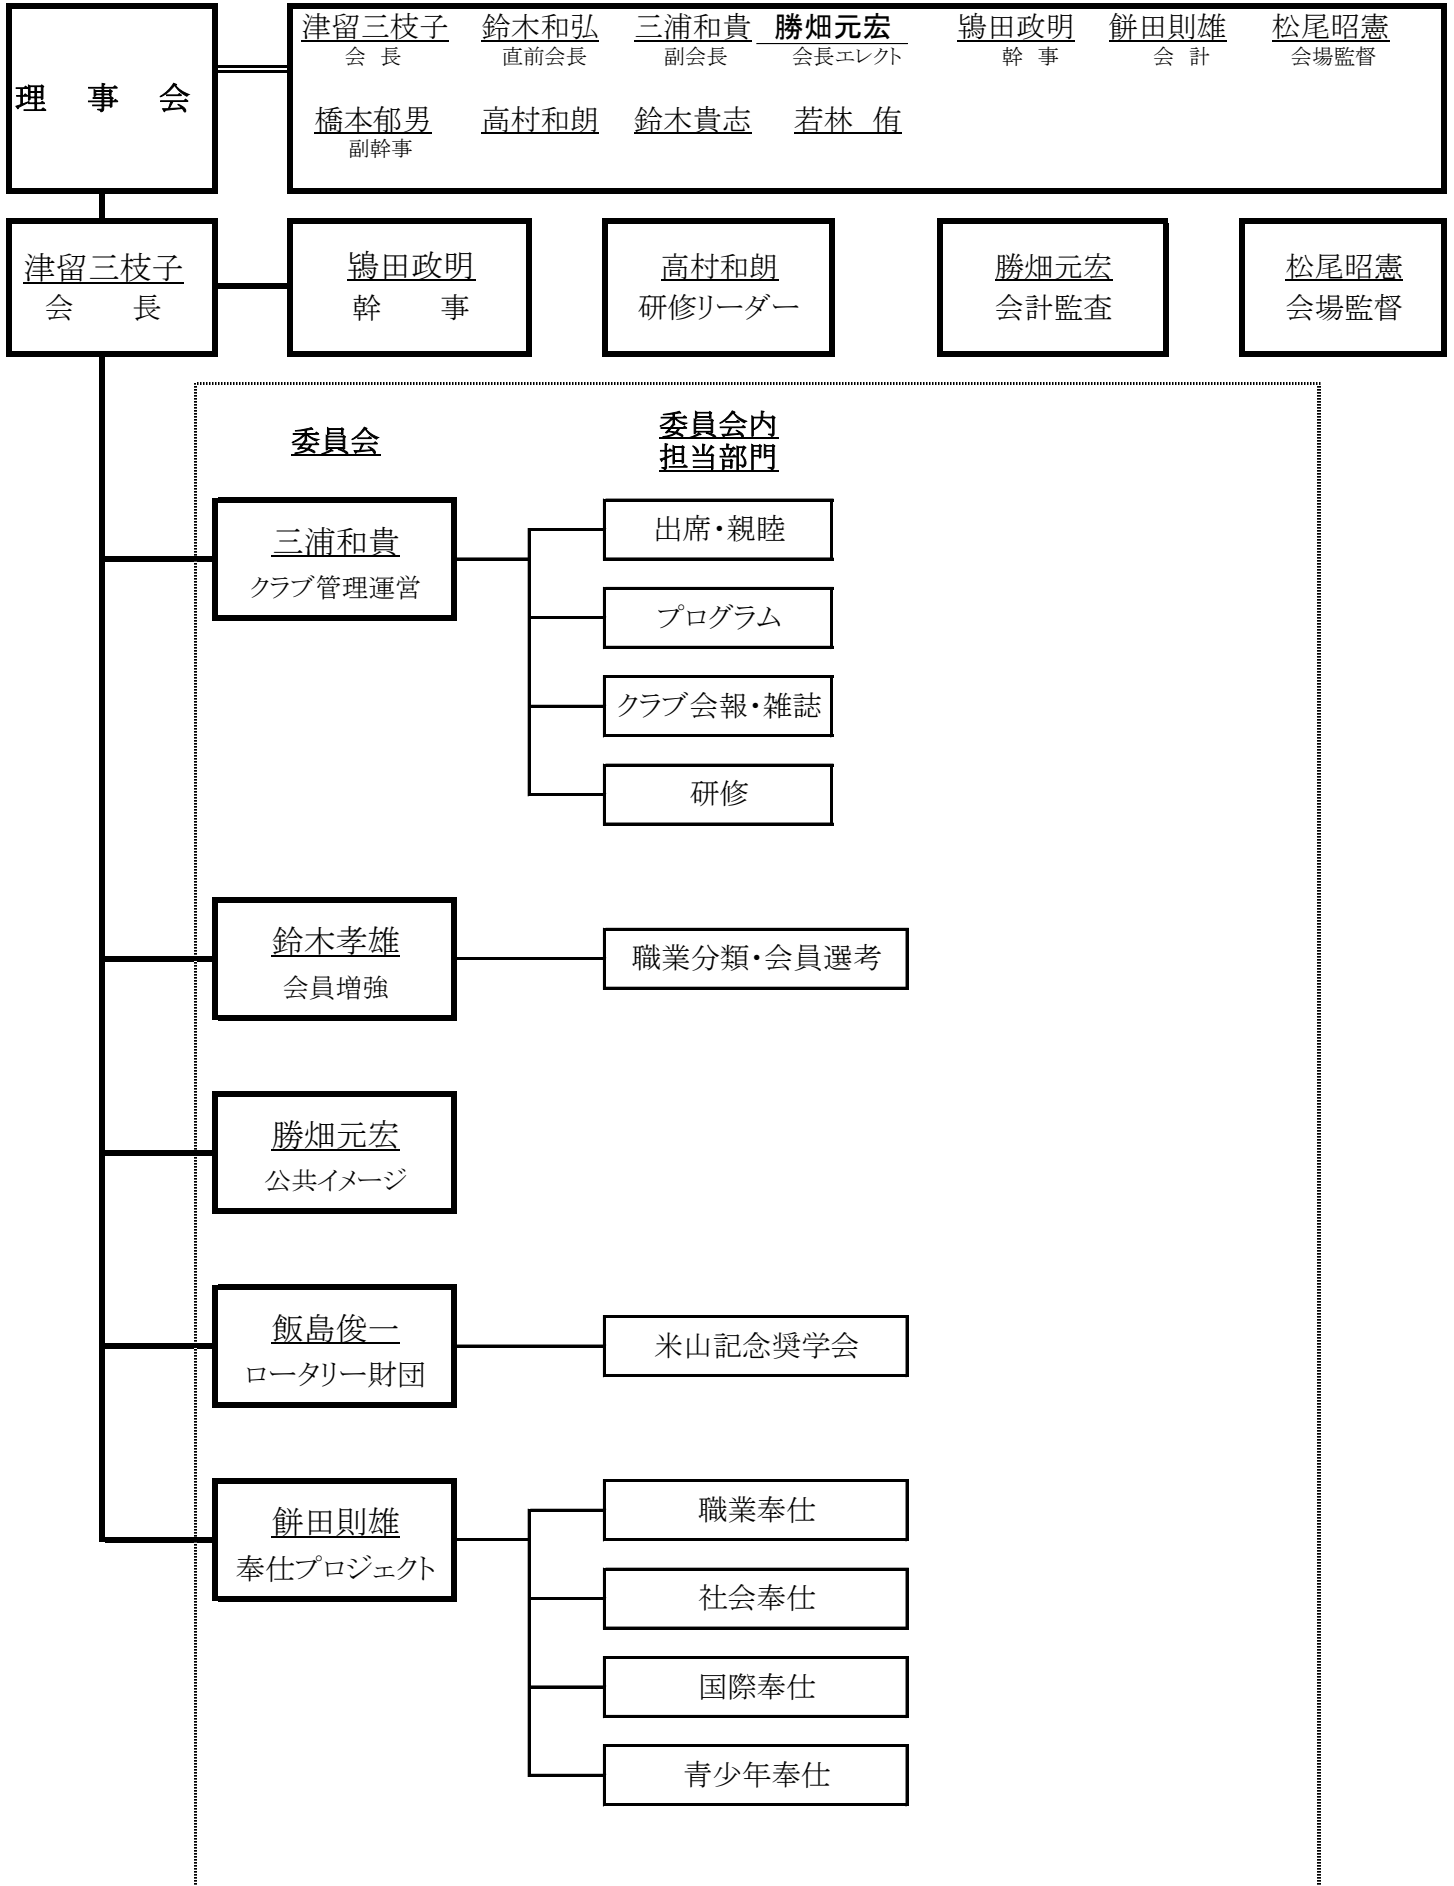 理 事 会
津留三枝子 鈴木和弘 三浦和貴 勝畑元宏 鴇田政明 餅田則雄 松尾昭憲
会 長 直前会長 副会長 会長エレクト 幹 事 会 計 会場監督
橋本郁男 高村和朗 鈴木貴志 若林 侑
副幹事
津留三枝子 鴇田政明 高村和朗 勝畑元宏 松尾昭憲
会 長 幹 事 研修リーダー 会計監査 会場監督
委員会
委員会内
担当部門
三浦和貴
クラブ管理運営
出席・親睦
プログラム
クラブ会報・雑誌
研修
鈴木孝雄
会員増強
職業分類・会員選考
勝畑元宏
公共イメージ
飯島俊一
ロータリー財団
米山記念奨学会
餅田則雄
奉仕プロジェクト
職業奉仕
社会奉仕
国際奉仕
青少年奉仕